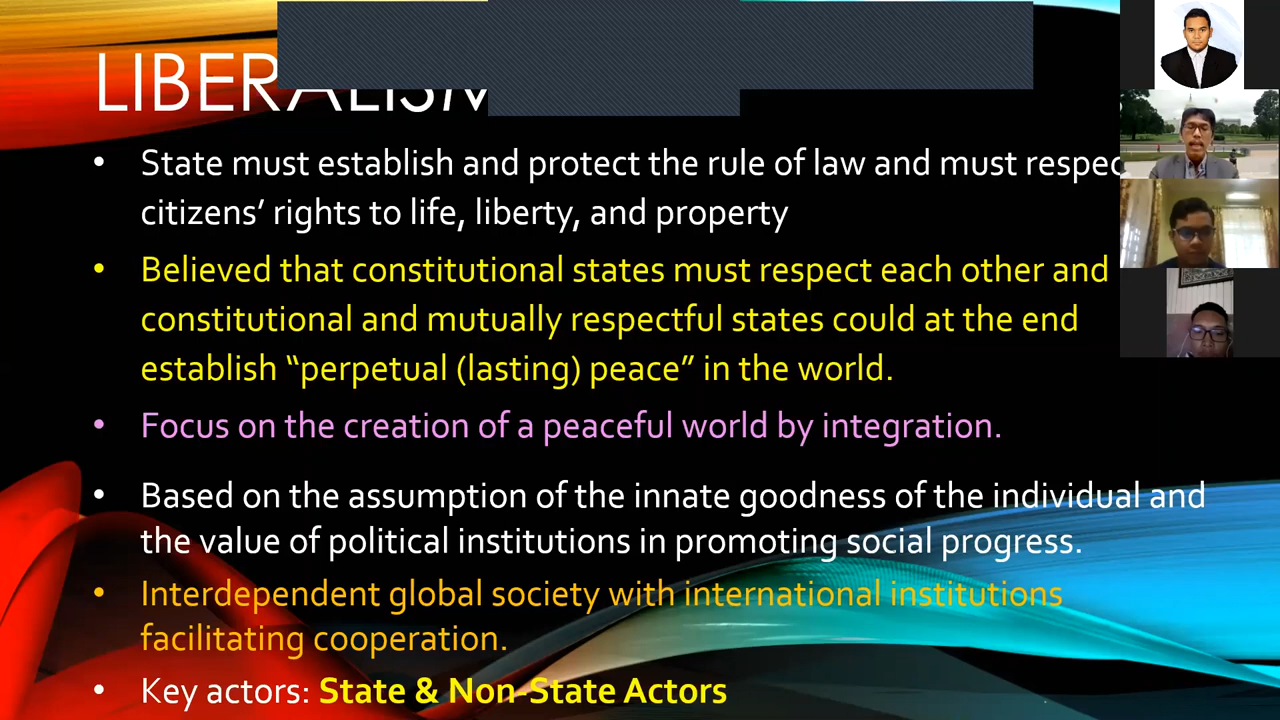 LIBERALISM
• State must establish and protect the rule of law and must respec
citizens’ rights to life, liberty, and property
• Believed that constitutional states must respect each other and
constitutional and mutually respectful states could at the end
establish “perpetual (lasting) peace” in the world.
• Focus on the creation of a peaceful world by integration.
• Based on the assumption of the innate goodness of the individual and
the value of political institutions in promoting social progress.
• Interdependent global society with international institutions
facilitating cooperation.
• Key actors: State & Non-State Actors